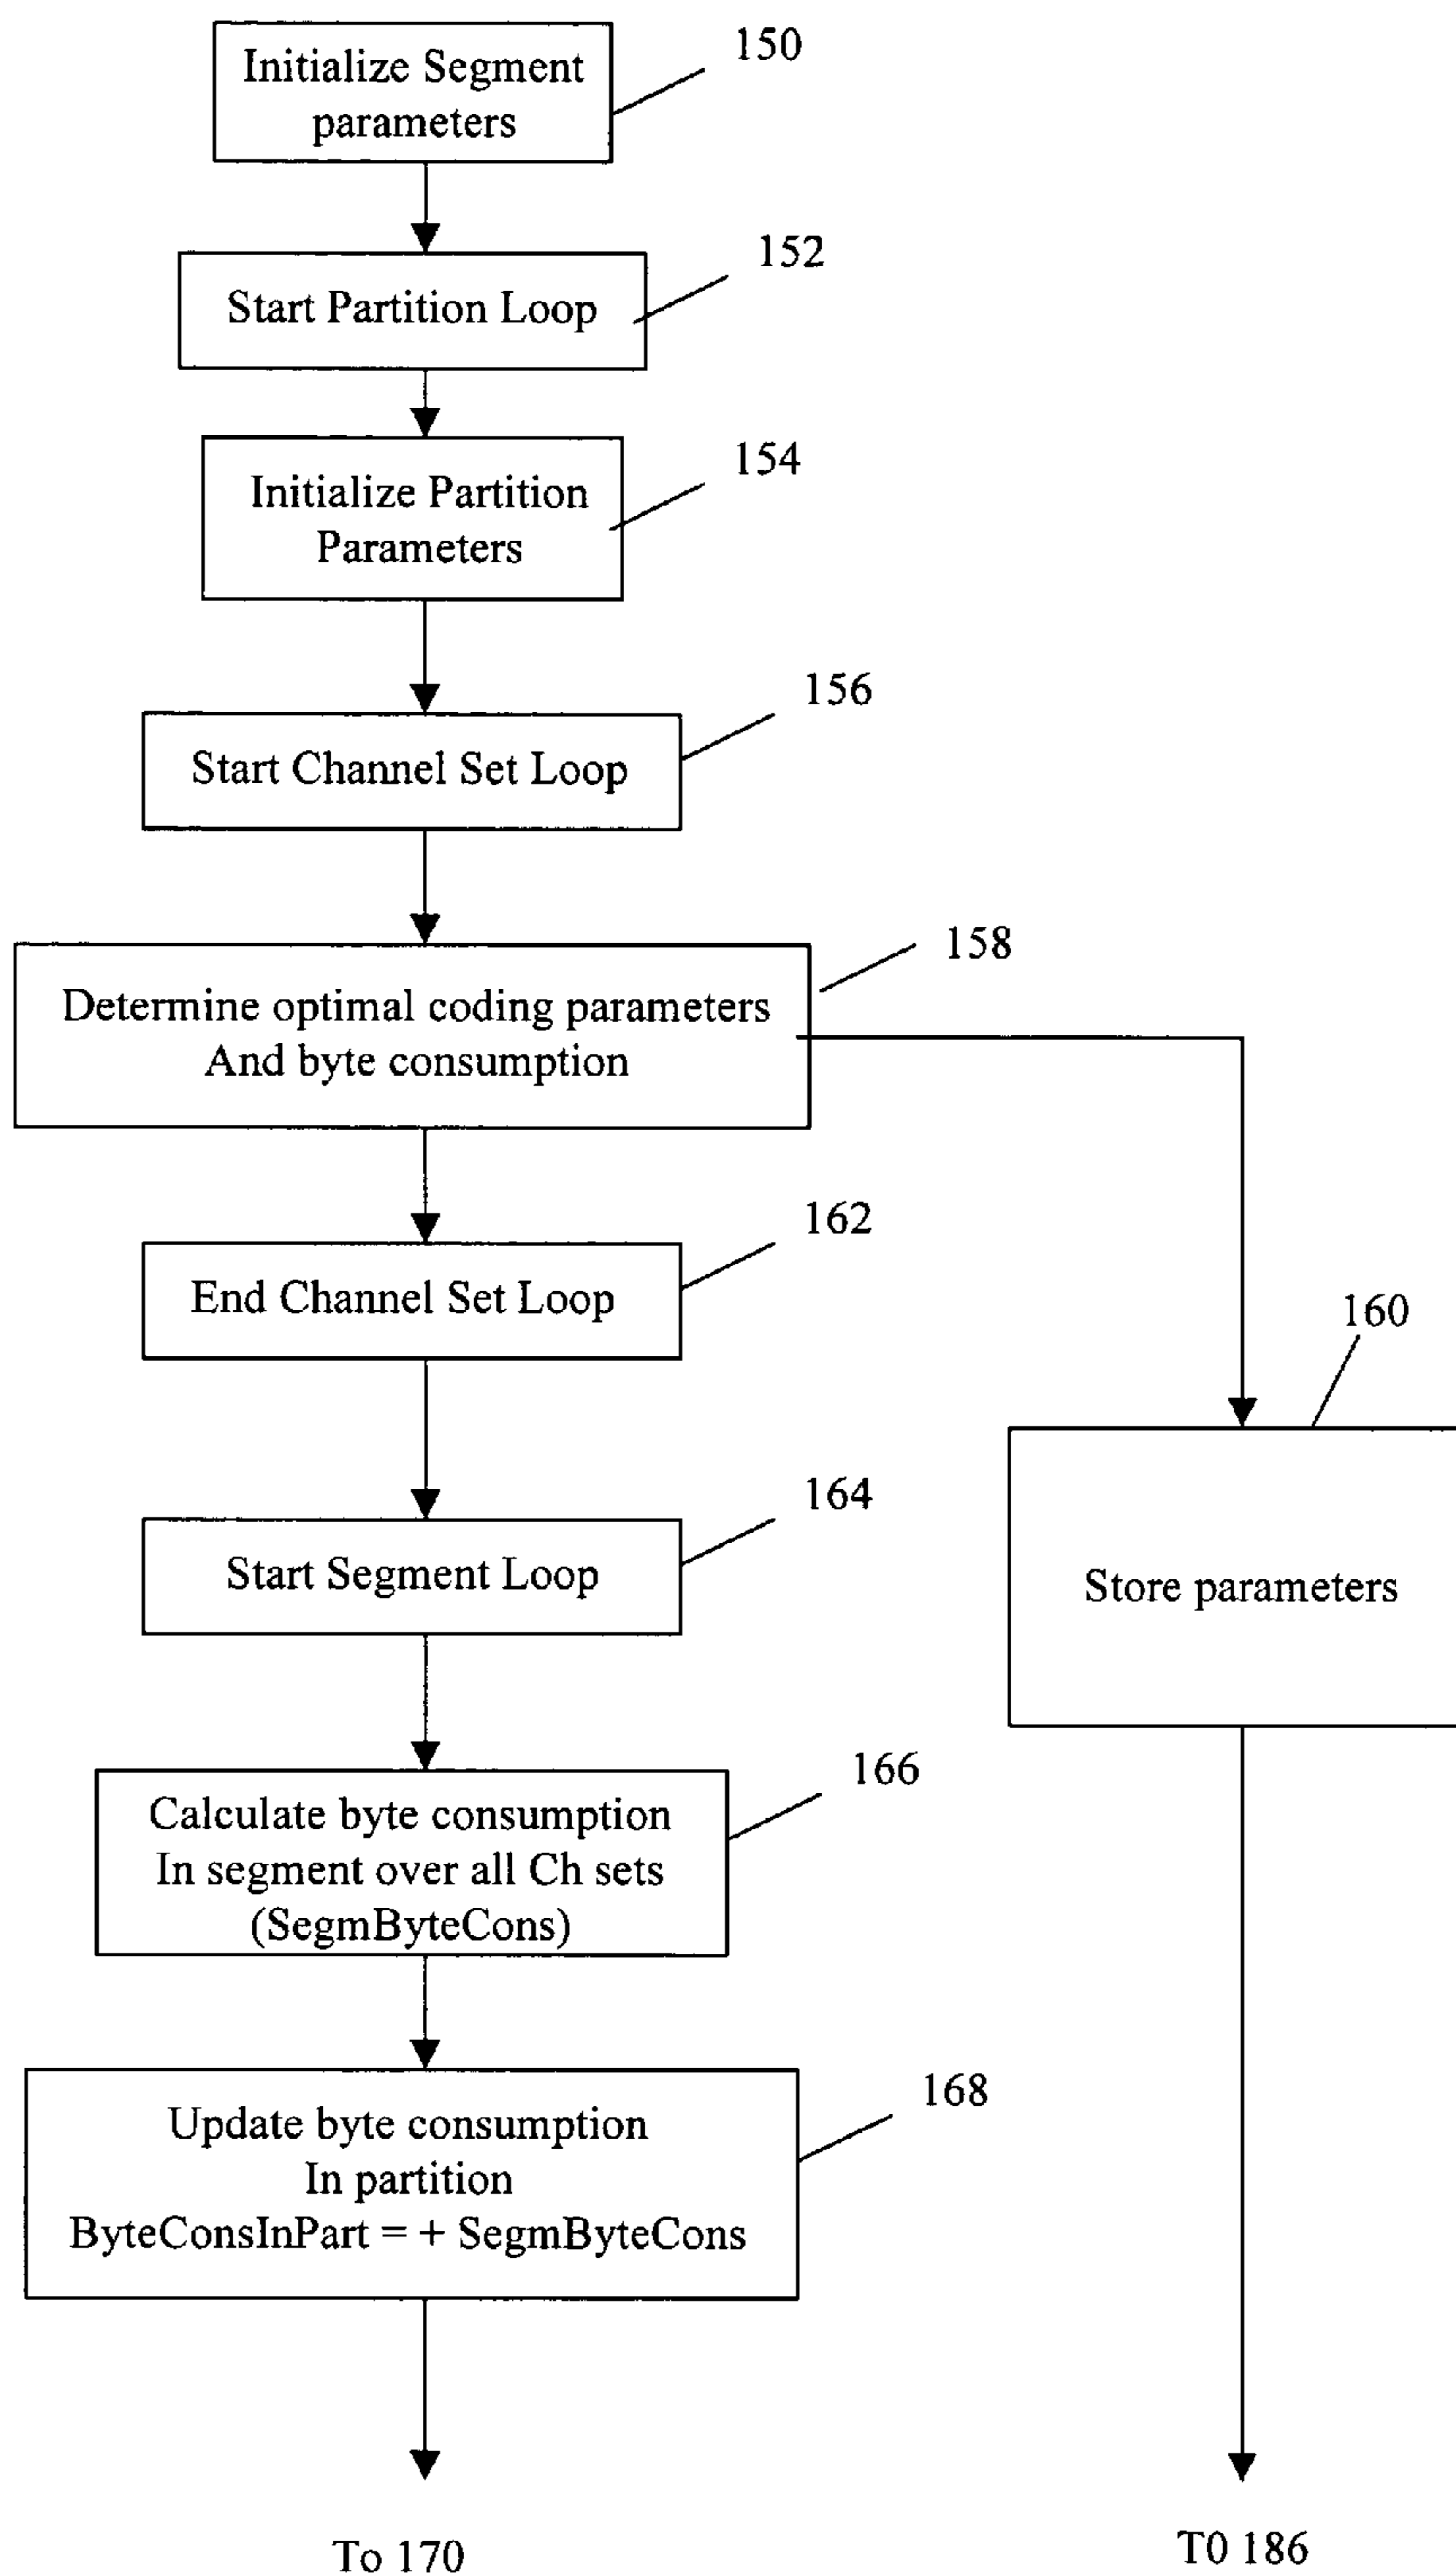 150
Initialize Segment
parameters
152
Start Partition Loop
154
Initialize Partition
Parameters
156
Start Channel Set Loop
158
Determine optimal coding parameters
And byte consumption
162
End Channel Set Loop
160
164
Start Segment Loop
Store parameters
166
Calculate byte consumption
In segment over all Ch sets
(SegmByteCons)
168
Update byte consumption
In partition
ByteConsInPart = + SegmByteCons
To 170
T0 186